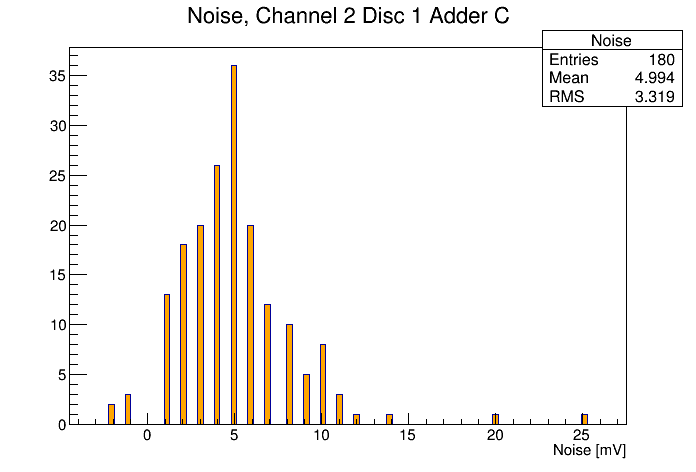 Noise, Channel 2 Disc 1 Adder C
Noise
Entries 180
Mean 4.994
RMS 3.319
35
30
25
20
15
10
5
0
0 5 10 15 20 25
Noise [mV]